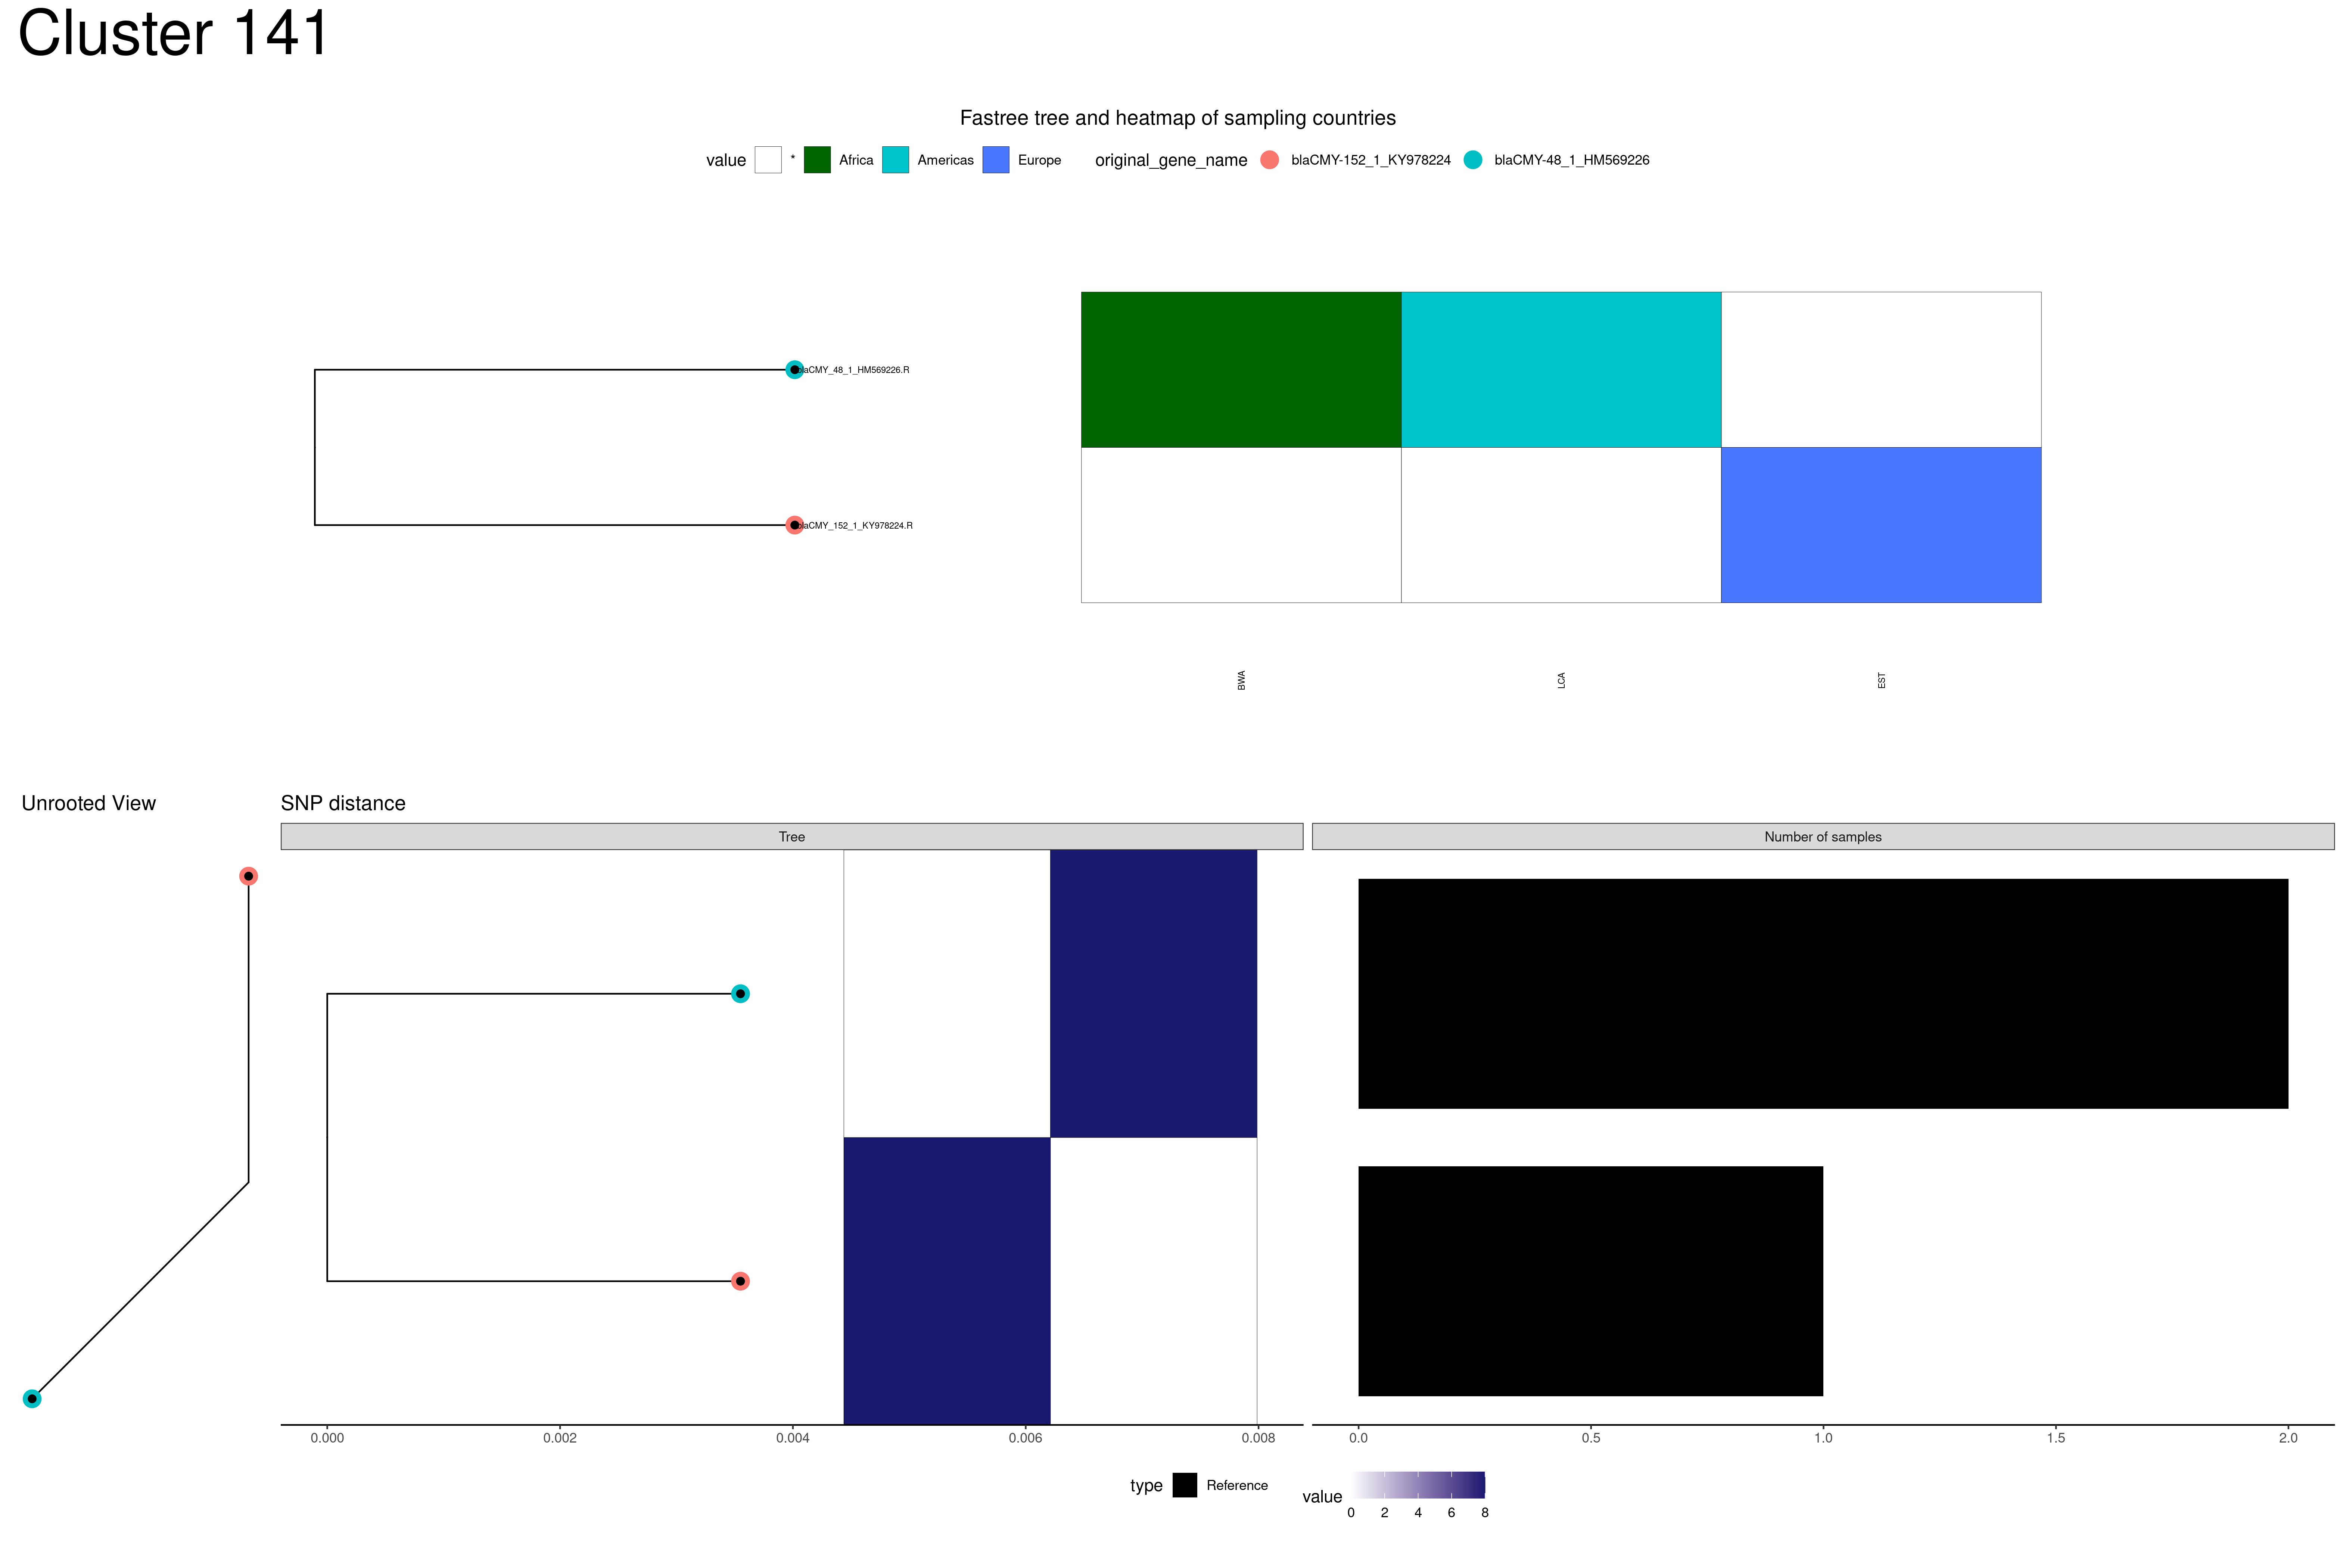 Cluster 141
Fastree tree and heatmap of sampling countries
value * Africa Americas Europe original_gene_name blaCMY-152_1_KY978224 blaCMY-48_1_HM569226
blaCMY_48_1_HM569226.R
blaCMY_152_1_KY978224.R
BWA LCA EST
Unrooted View SNP distance
Tree Number of samples
0.000 0.002 0.004 0.006 0.008 0.0 0.5 1.0 1.5 2.0
type Reference value
0 2 4 6 8